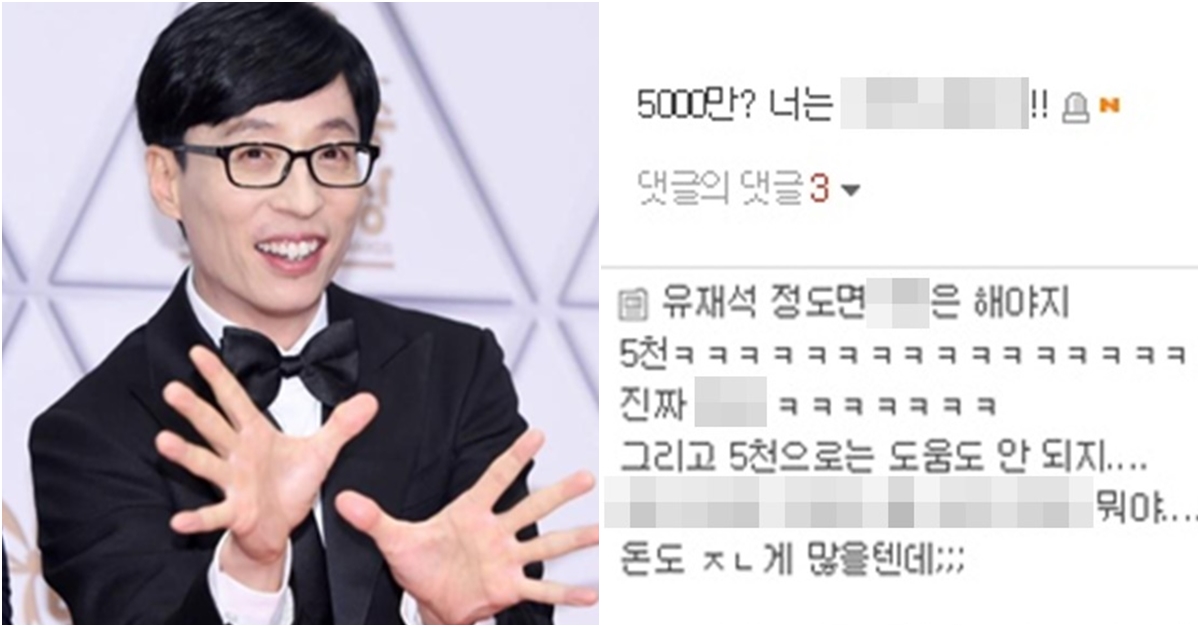 5000만? 너는 !! N
댓글의 댓글 3
유재석 정도면 은 해야지
5천ㅋㅋㅋㅋㅋㅋㅋㅋㅋㅋㅋㅋㅋㅋㅋㅋ
진짜 ㅋㅋㅋㅋㅋㅋㅋ
그리고 5천으로는 도움도 안 되지....
뭐야....
돈도 ㅈㄴ게 많을텐데;;;